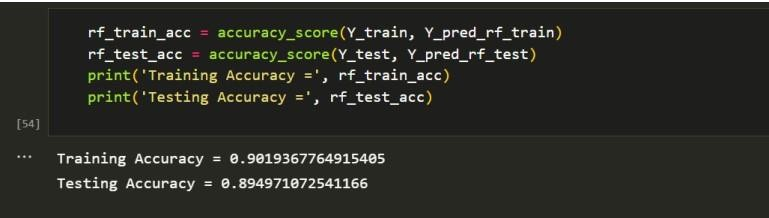 rf_train_acc = accuracy_score(Y_train, Y_pred_rf_train)
rf_test_acc = accuracy_score(Y_test, Y_pred_rf_test)
print('Training Accuracy =', rf_train_acc)
print('Testing Accuracy =', rf_test_acc)
[54]
... Training Accuracy = 0.9019367764915405
Testing Accuracy = 0.894971072541166